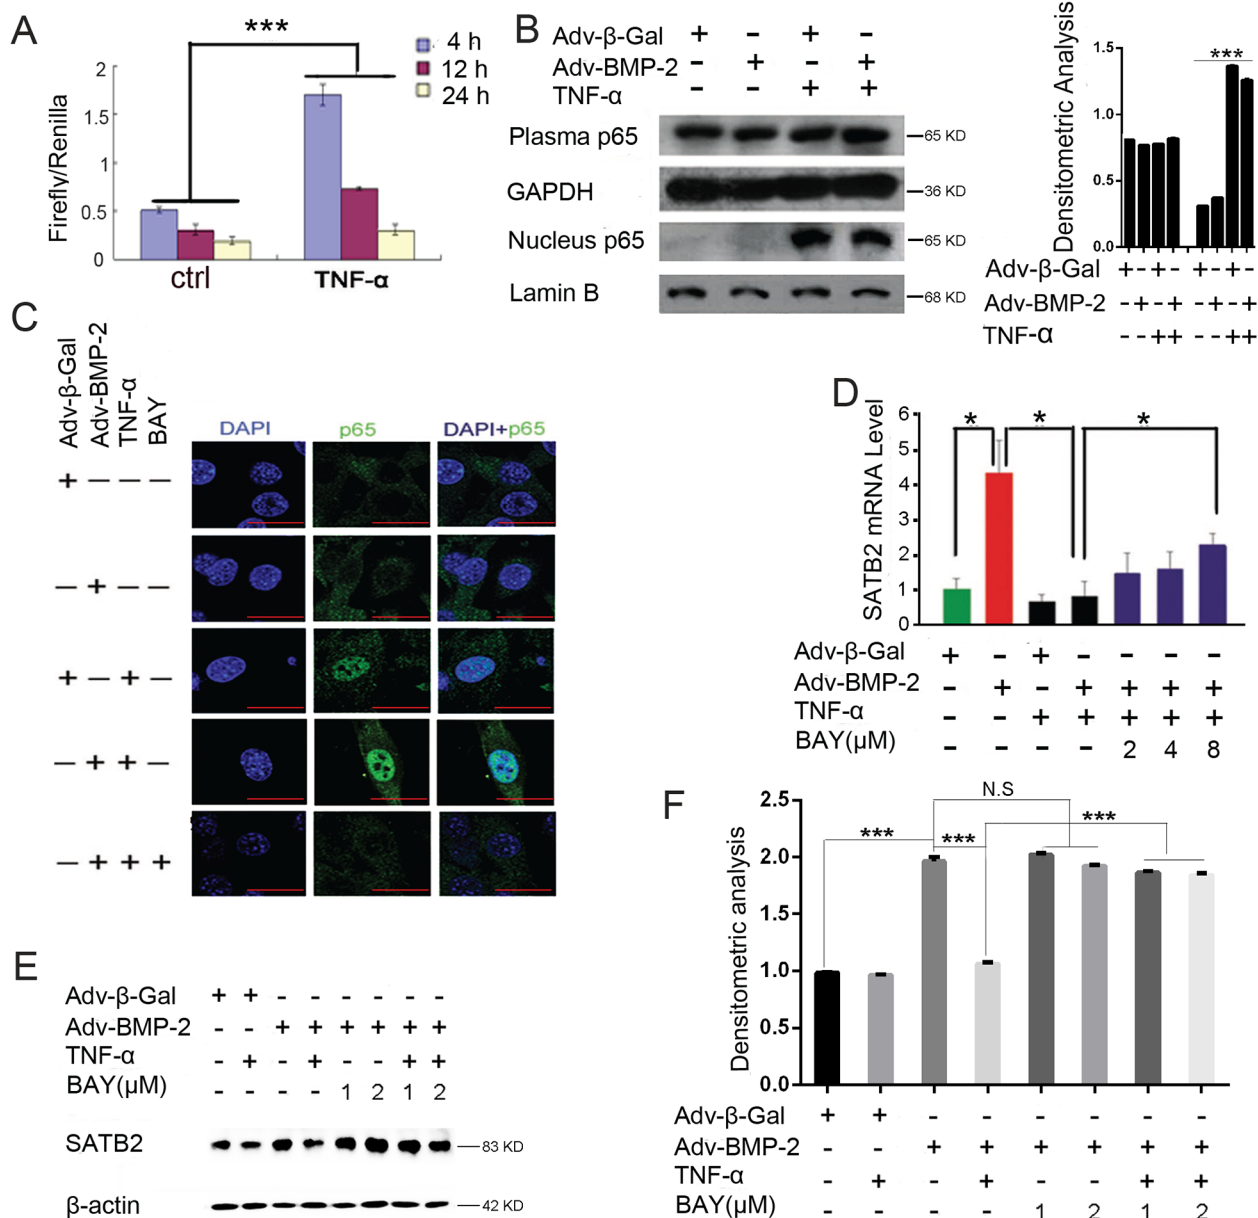 A
***
4 h
12 h
24 h
2
1.5
1
0.5
0
Firefly/Renilla
ctrl
TNF-α
B
Adv-β-Gal + - + -
Adv-BMP-2 - + - +
TNF-α - - + +
Plasma p65
65 KD
GAPDH
36 KD
Nucleus p65
65 KD
Lamin B
68 KD
Densitometric Analysis
1.5
1.0
0.5
0.0
***
Adv-β-Gal + - + - + - + -
Adv-BMP-2 - + - + - + - +
TNF-α - - + + - - + +
C
Adv-β-Gal
Adv-BMP-2
TNF-α
BAY
DAPI
p65
DAPI+p65
+ — — —
— + — —
+ — + —
— + + —
— + + +
D
SATB2 mRNA Level
6
5
4
3
2
1
0
* * *
Adv-β-Gal + - + - - - -
Adv-BMP-2 - + - + + + +
TNF-α - - + + + + +
BAY(μM) - - - - 2 4 8
E
Adv-β-Gal + + - - - - - -
Adv-BMP-2 - - + + + + + +
TNF-α - + - + - - + +
BAY(μM) - - - - 1 2 1 2
SATB2
83 KD
β-actin
42 KD
F
Densitometric analysis
2.5
2.0
1.5
1.0
0.5
0.0
N.S
*** *** ***
Adv-β-Gal + + - - - - - -
Adv-BMP-2 - - + + + + + +
TNF-α - + - + - - + +
BAY(μM) - - - - 1 2 1 2